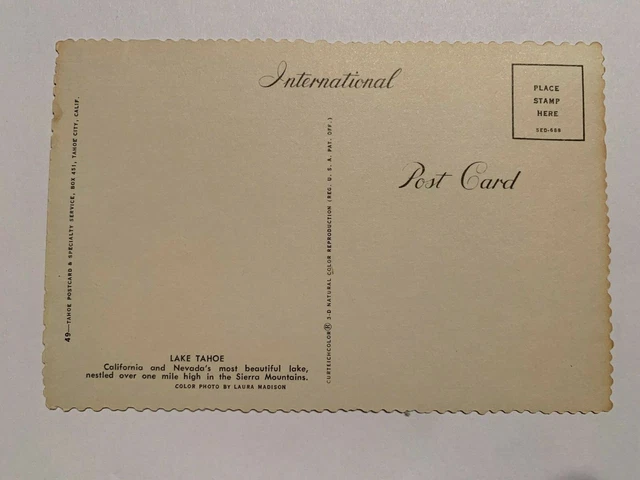 International
PLACE
STAMP
HERE
5ED-658
Post Card
49—TAHOE POSTCARD & SPECIALTY SERVICE, BOX 451, TAHOE CITY, CALIF.
CURTEICHCOLOR® 3-D NATURAL COLOR REPRODUCTION (REG. U. S. A. PAT. OFF.)
LAKE TAHOE
California and Nevada's most beautiful lake,
nestled over one mile high in the Sierra Mountains.
COLOR PHOTO BY LAURA MADISON